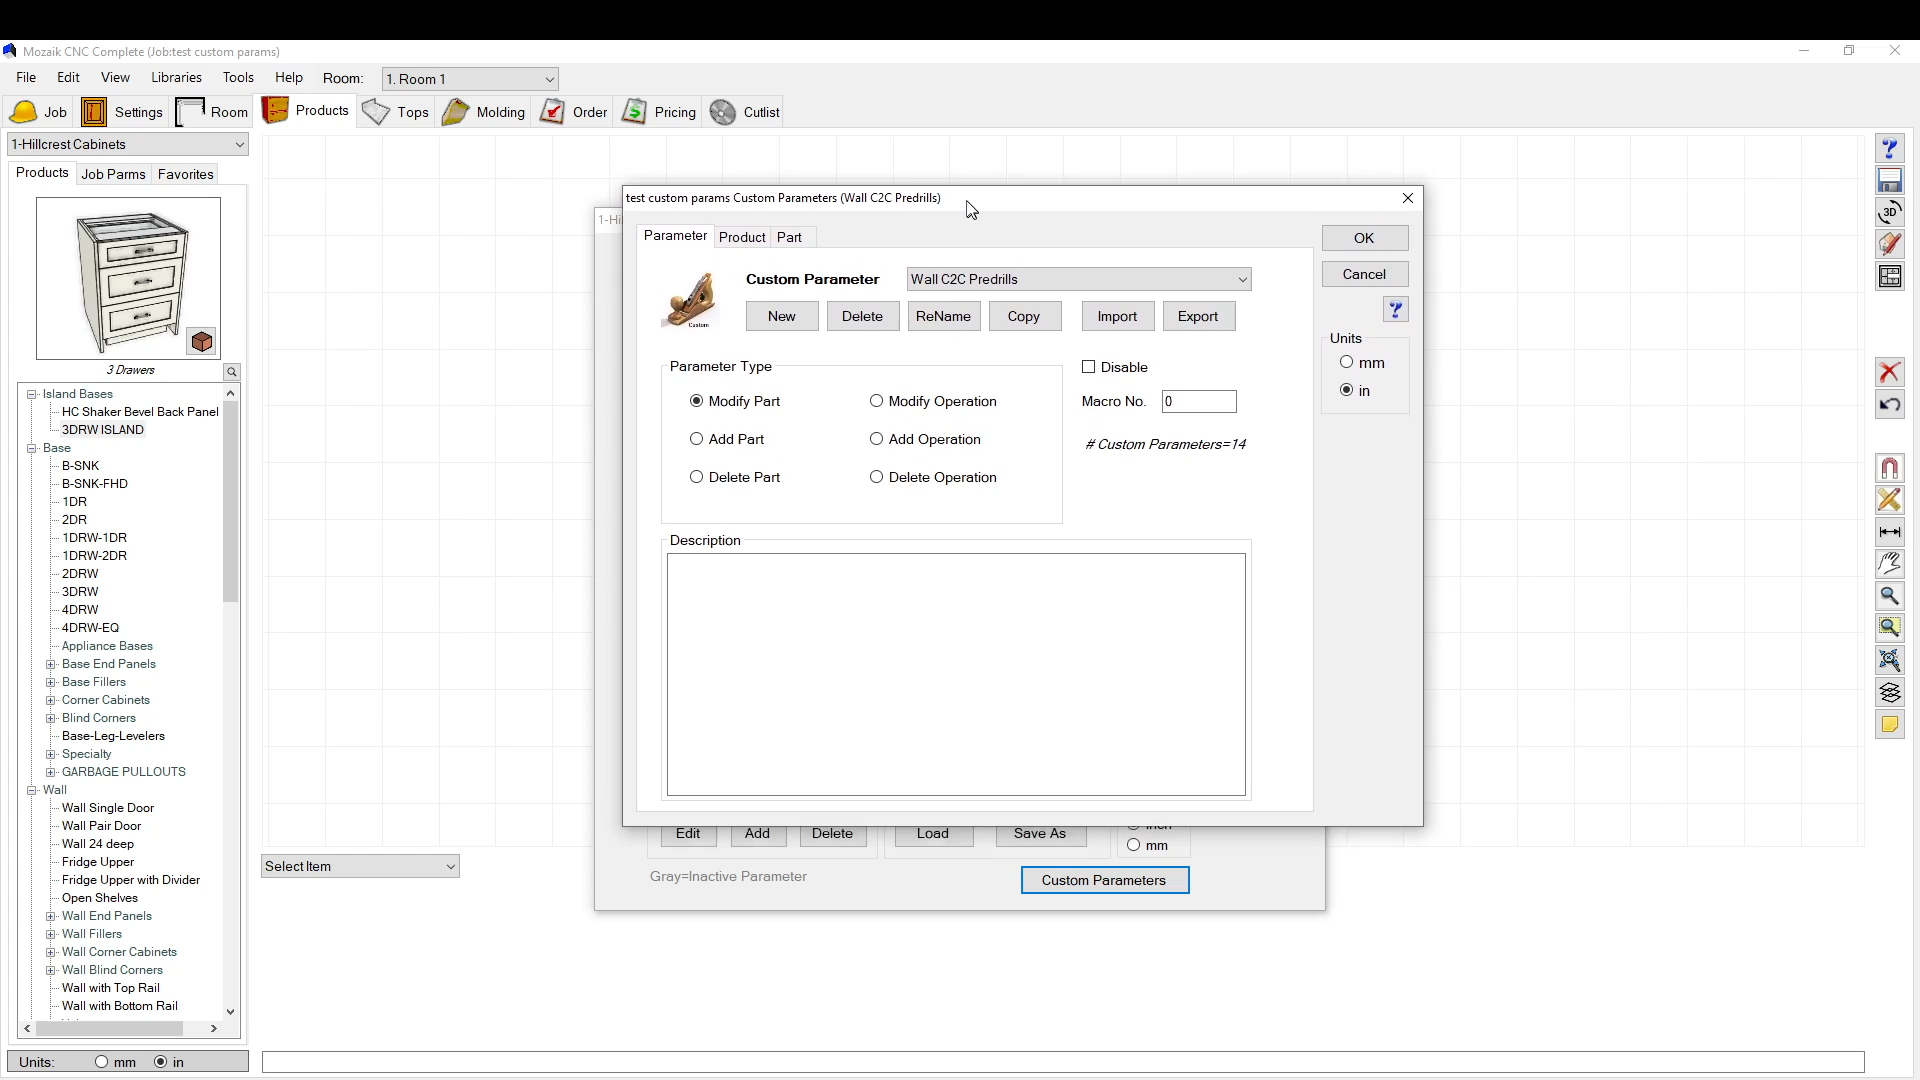 Mozaik CNC Complete (Job:test custom params)
File Edit View Libraries Tools Help Room: 1. Room 1
Job Settings Room Products Tops Molding Order Pricing Cutlist
1-Hillcrest Cabinets
Products Job Parms Favorites
3 Drawers
Island Bases
HC Shaker Bevel Back Panel
3DRW ISLAND
Base
B-SNK
B-SNK-FHD
1DR
2DR
1DRW-1DR
1DRW-2DR
2DRW
3DRW
4DRW
4DRW-EQ
Appliance Bases
Base End Panels
Base Fillers
Corner Cabinets
Blind Corners
Base-Leg-Levelers
Specialty
GARBAGE PULLOUTS
Wall
Wall Single Door
Wall Pair Door
Wall 24 deep
Fridge Upper
Fridge Upper with Divider
Open Shelves
Wall End Panels
Wall Fillers
Wall Corner Cabinets
Wall Blind Corners
Wall with Top Rail
Wall with Bottom Rail
Units: mm in
Select Item
1-Hi
test custom params Custom Parameters (Wall C2C Predrills)
Parameter Product Part
Custom
Custom Parameter Wall C2C Predrills
New Delete ReName Copy Import Export
Parameter Type
Modify Part Modify Operation
Add Part Add Operation
Delete Part Delete Operation
Disable
Macro No. 0
# Custom Parameters=14
Description
OK
Cancel
?
Units
mm
in
Edit Add Delete Load Save As
mm
Gray=Inactive Parameter
Custom Parameters
?
3D